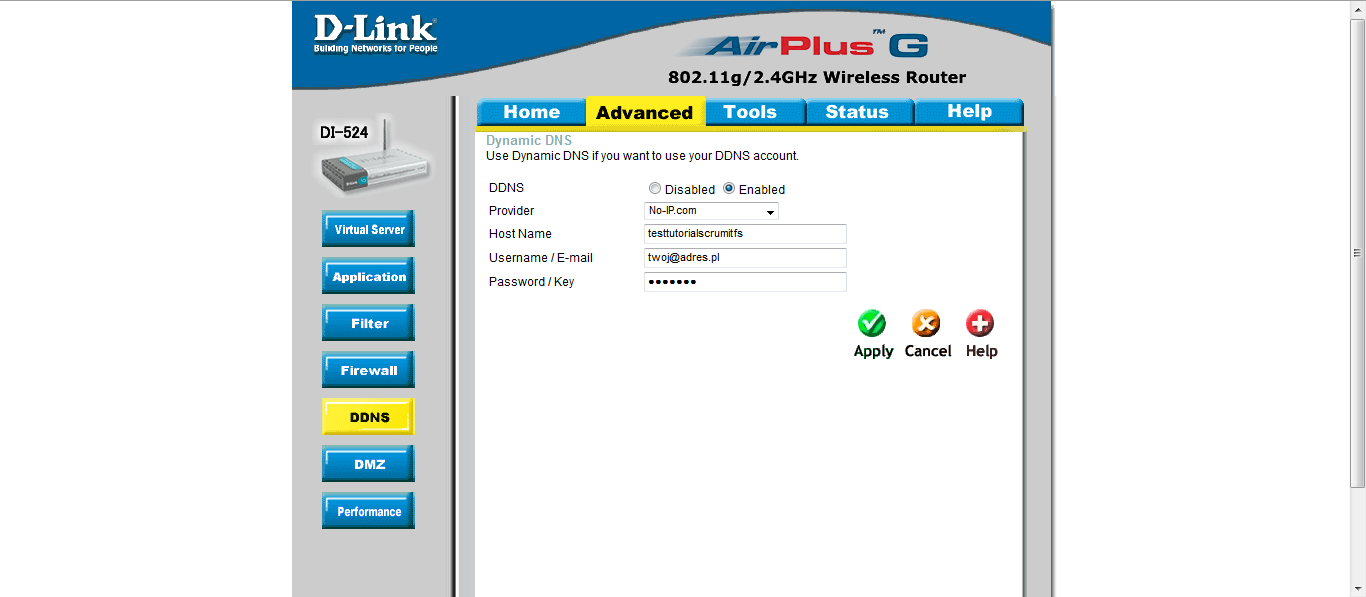 D-Link
Building Networks for People
AirPlus™ G
802.11g/2.4GHz Wireless Router
DI-524
Home Advanced Tools Status Help
Dynamic DNS
Use Dynamic DNS if you want to use your DDNS account.
DDNS Disabled Enabled
Provider No-IP.com
Host Name testtutorialscrumitfs
Username / E-mail twoj@adres.pl
Password / Key •••••••
Apply Cancel Help
Virtual Server
Application
Filter
Firewall
DDNS
DMZ
Performance